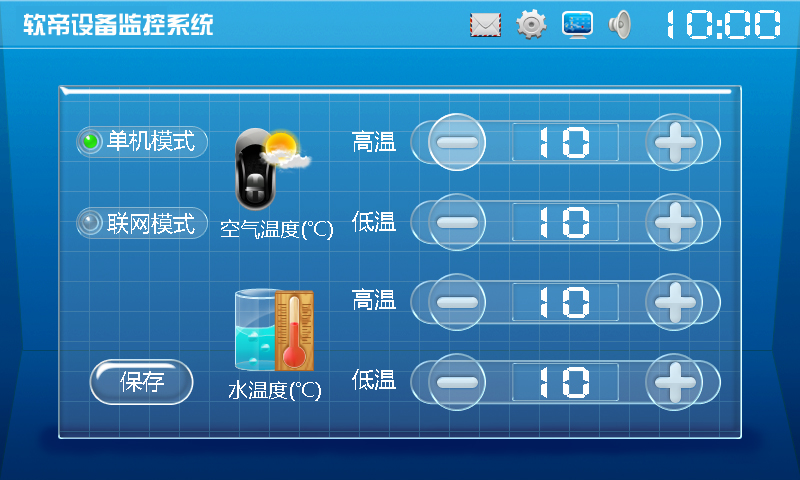 软帝设备监控系统
10:00
单机模式
高温
10
联网模式
空气温度(℃)
低温
10
高温
10
保存
水温度(℃)
低温
10